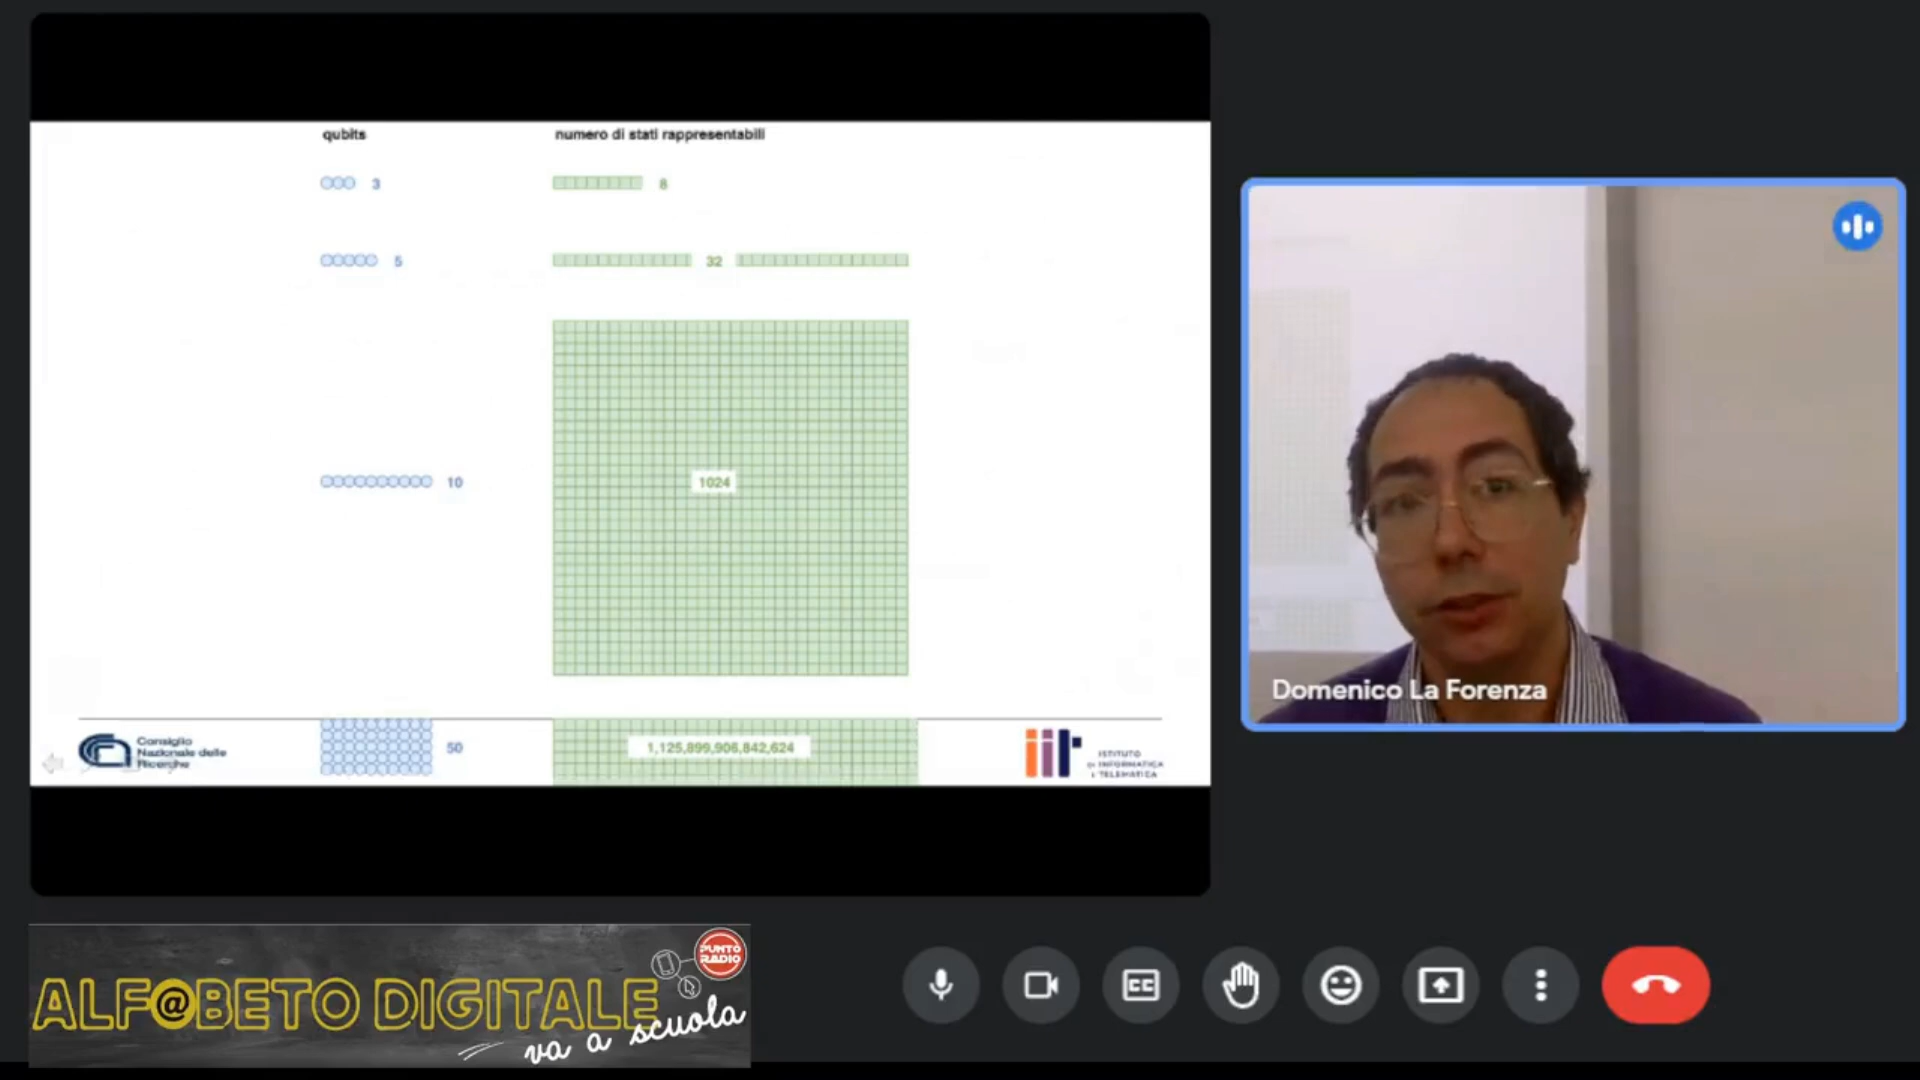 qubits numero di stati rappresentabili
3 8
5 32
10 1024
50 1,125,899,906,842,624
Consiglio
Nazionale delle
Ricerche
iit
ISTITUTO
DI INFORMATICA
E TELEMATICA
Domenico La Forenza
PUNTO
RADIO
ALF@BETO DIGITALE
va a scuola
CC